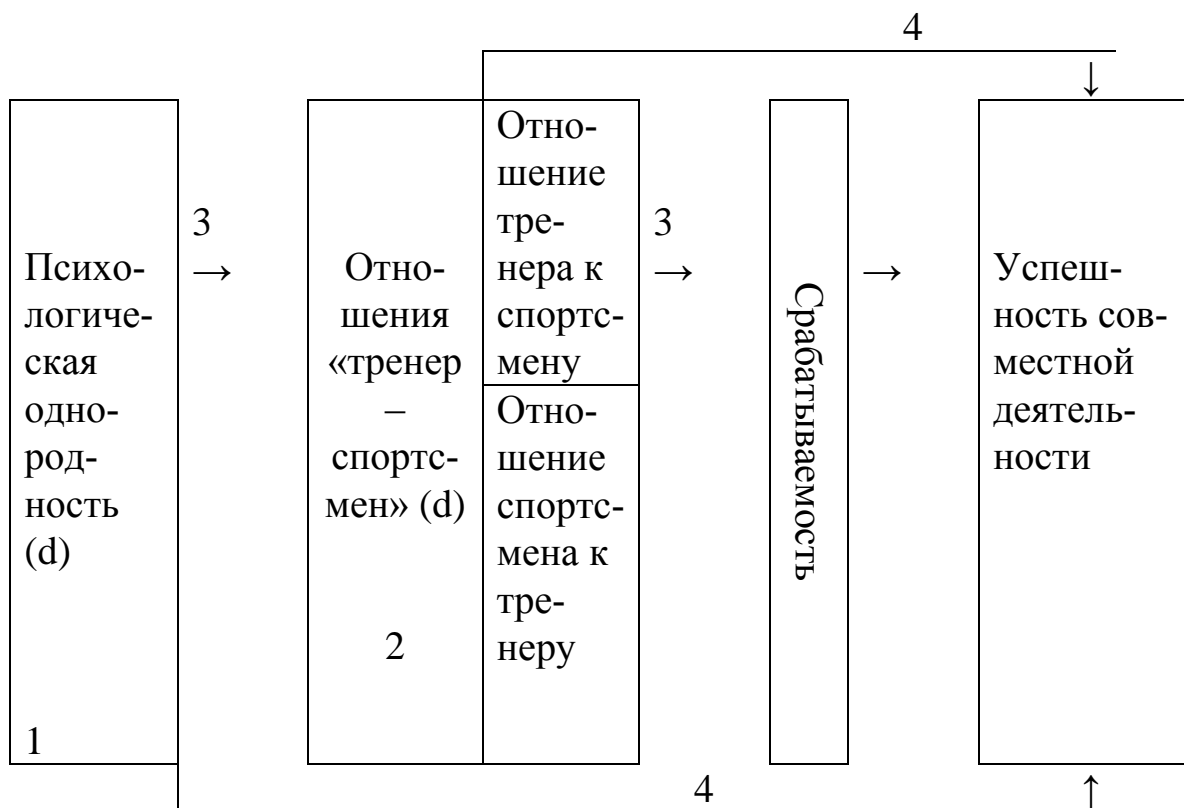 4
↓
Психо-
логиче-
ская
одно-
род-
ность
(d)
1
3
→
Отно-
шения
«тренер
–
спортс-
мен» (d)
2
Отно-
шение
тре-
нера к
спортс-
мену
Отно-
шение
спортс-
мена к
тре-
неру
3
→
Срабатываемость
→
Успеш-
ность сов-
местной
деятель-
ности
4
↑